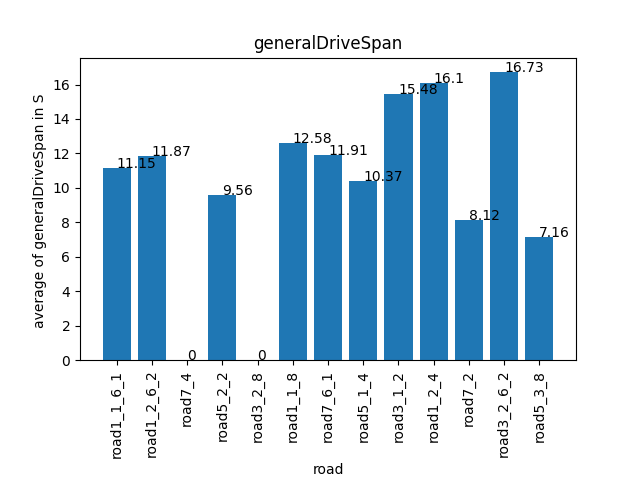 generalDriveSpan
average of generalDriveSpan in S
16
14
12
10
8
6
4
2
0
11.15
11.87
0
9.56
0
12.58
11.91
10.37
15.48
16.1
8.12
16.73
7.16
road1_1_6_1
road1_2_6_2
road7_4
road5_2_2
road3_2_8
road1_1_8
road7_6_1
road5_1_4
road3_1_2
road1_2_4
road7_2
road3_2_6_2
road5_3_8
road